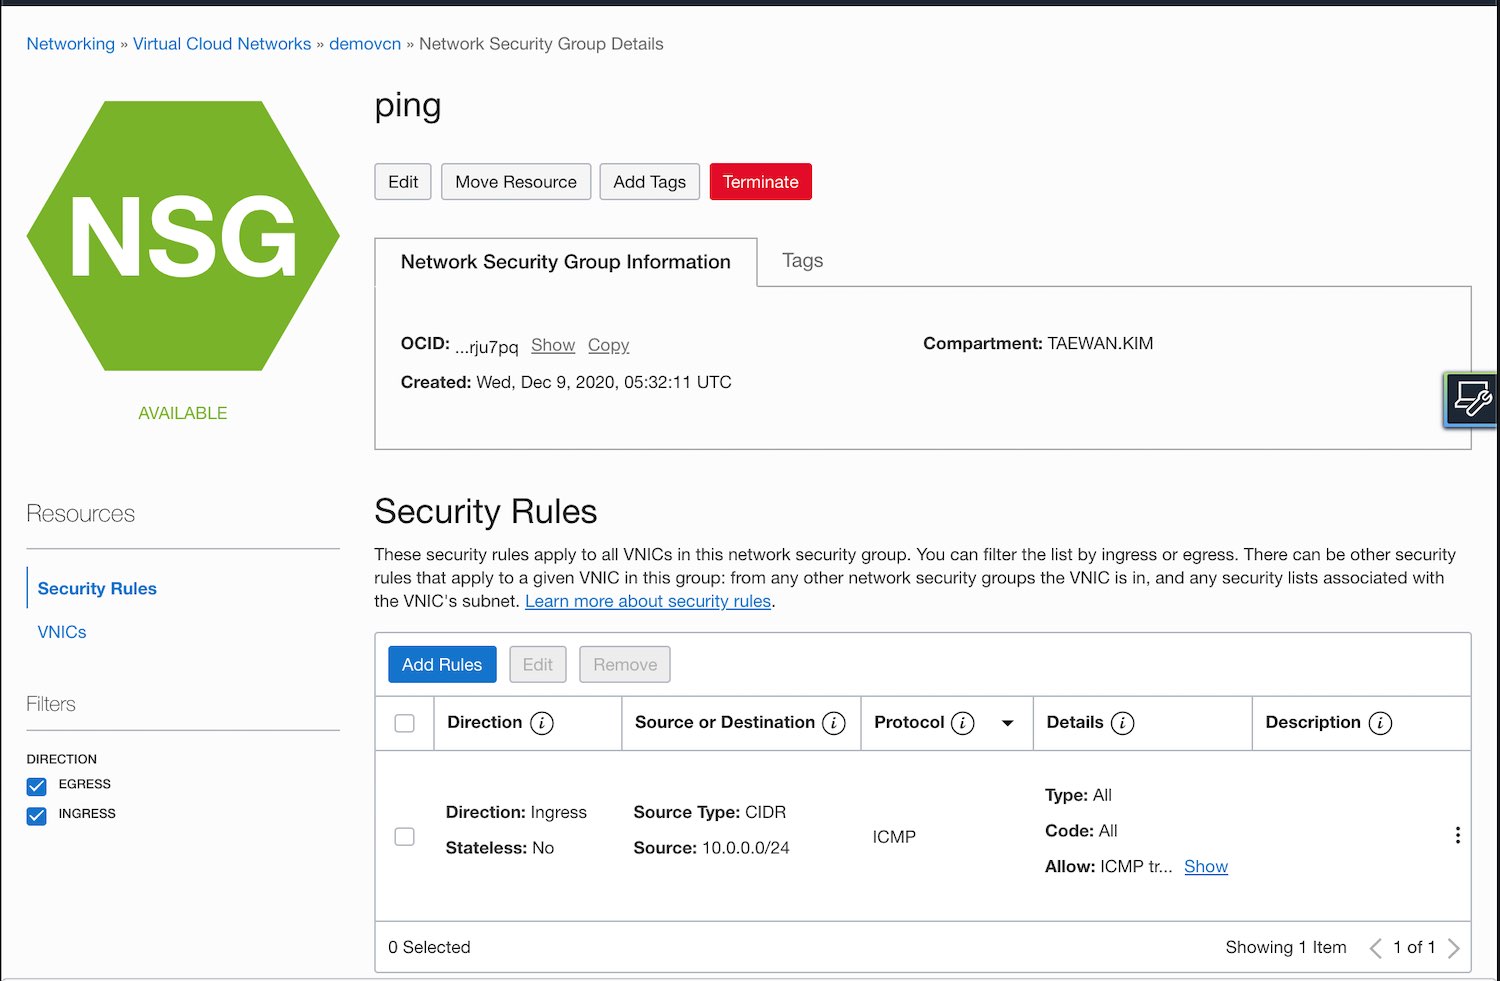 Networking » Virtual Cloud Networks » demovcn » Network Security Group Details
NSG
AVAILABLE
ping
Edit Move Resource Add Tags Terminate
Network Security Group Information Tags
OCID: ...rju7pq Show Copy
Compartment: TAEWAN.KIM
Created: Wed, Dec 9, 2020, 05:32:11 UTC
Resources
Security Rules
VNICs
Filters
DIRECTION
EGRESS
INGRESS
Security Rules
These security rules apply to all VNICs in this network security group. You can filter the list by ingress or egress. There can be other security
rules that apply to a given VNIC in this group: from any other network security groups the VNIC is in, and any security lists associated with
the VNIC's subnet. Learn more about security rules.
Add Rules Edit Remove
Direction i Source or Destination i Protocol i Details i Description i
Direction: Ingress
Stateless: No
Source Type: CIDR
Source: 10.0.0.0/24
ICMP
Type: All
Code: All
Allow: ICMP tr... Show
0 Selected
Showing 1 Item 1 of 1